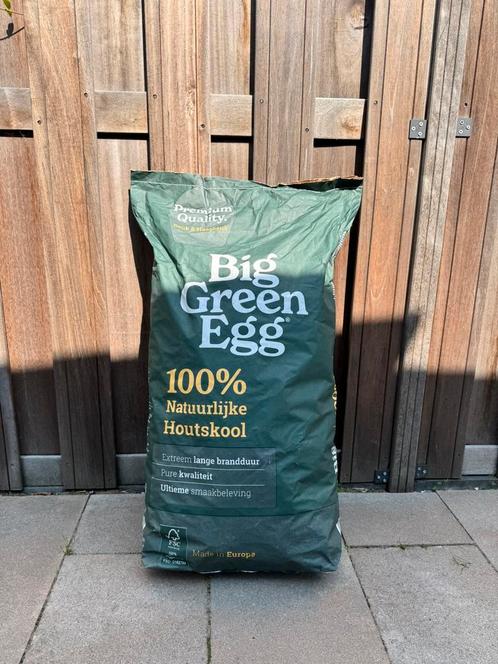 Premium
Quality.
Big
Green
Egg®
100%
Natuurlijke
Houtskool
Extreem lange brandduur
Pure kwaliteit
Ultieme smaakbeleving
FSC
Made in Europe